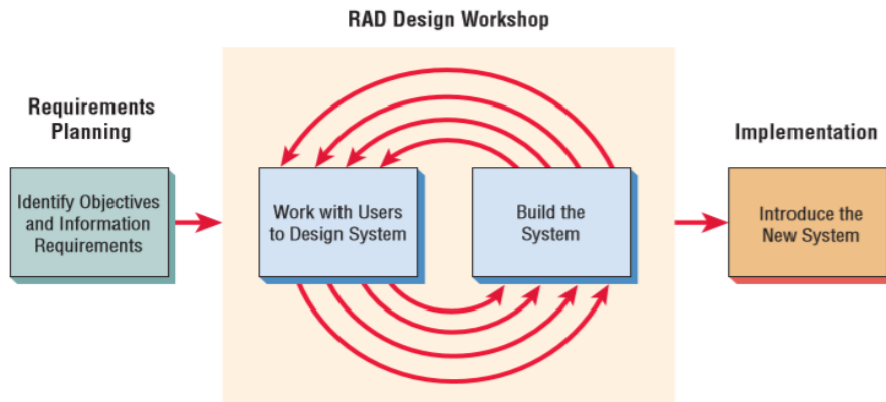 RAD Design Workshop
Requirements
Planning
Identify Objectives
and Information
Requirements
Work with Users
to Design System
Build the
System
Implementation
Introduce the
New System